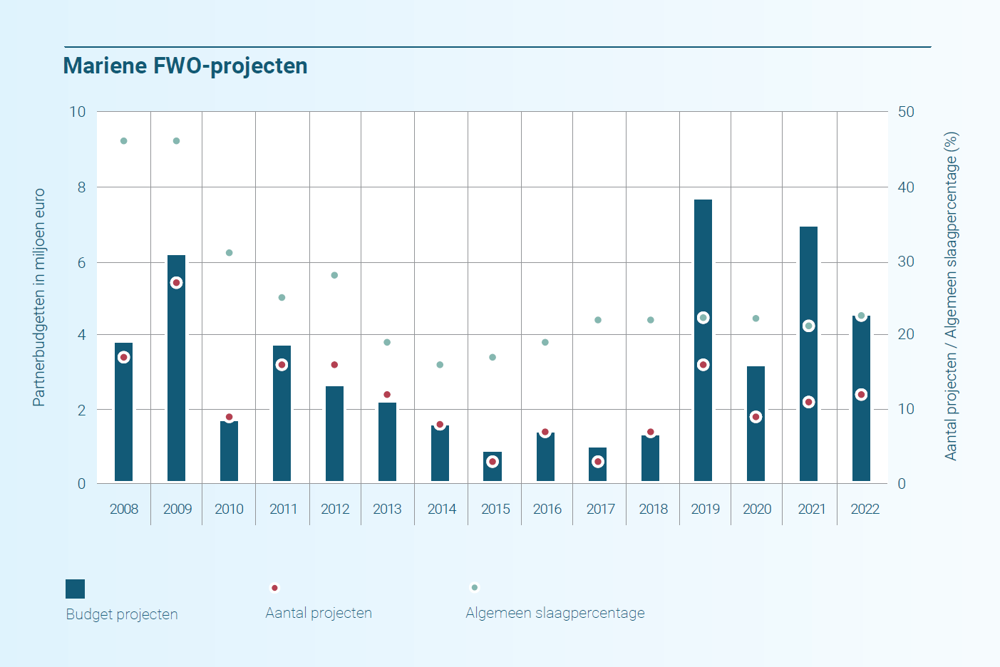 Mariene FWO-projecten
Partnerbudgetten in miljoen euro
10
8
6
4
2
0
50
40
30
20
10
0
Aantal projecten / Algemeen slaagpercentage (%)
2008 2009 2010 2011 2012 2013 2014 2015 2016 2017 2018 2019 2020 2021 2022
Budget projecten
Aantal projecten
Algemeen slaagpercentage